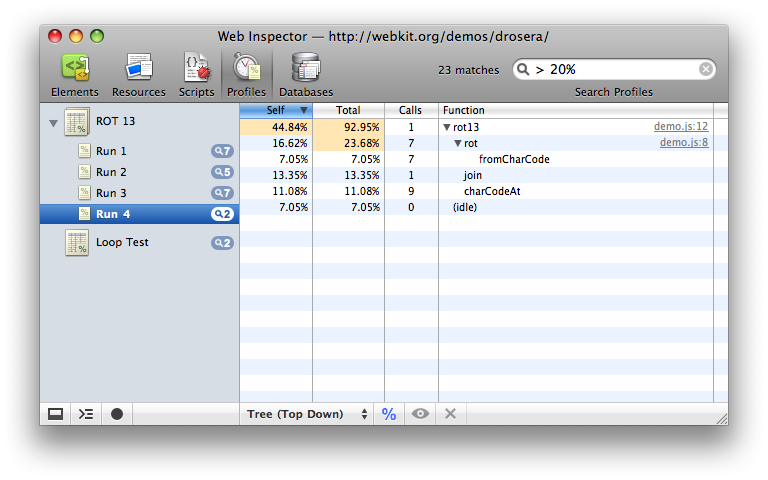 Web Inspector — http://webkit.org/demos/drosera/
Elements Resources Scripts Profiles Databases
23 matches > 20%
Search Profiles
ROT 13
Run 1 7
Run 2 5
Run 3 7
Run 4 2
Loop Test 2
Self Total Calls Function
44.84% 92.95% 1 rot13 demo.js:12
16.62% 23.68% 7 rot demo.js:8
7.05% 7.05% 7 fromCharCode
13.35% 13.35% 1 join
11.08% 11.08% 9 charCodeAt
7.05% 7.05% 0 (idle)
Tree (Top Down) %